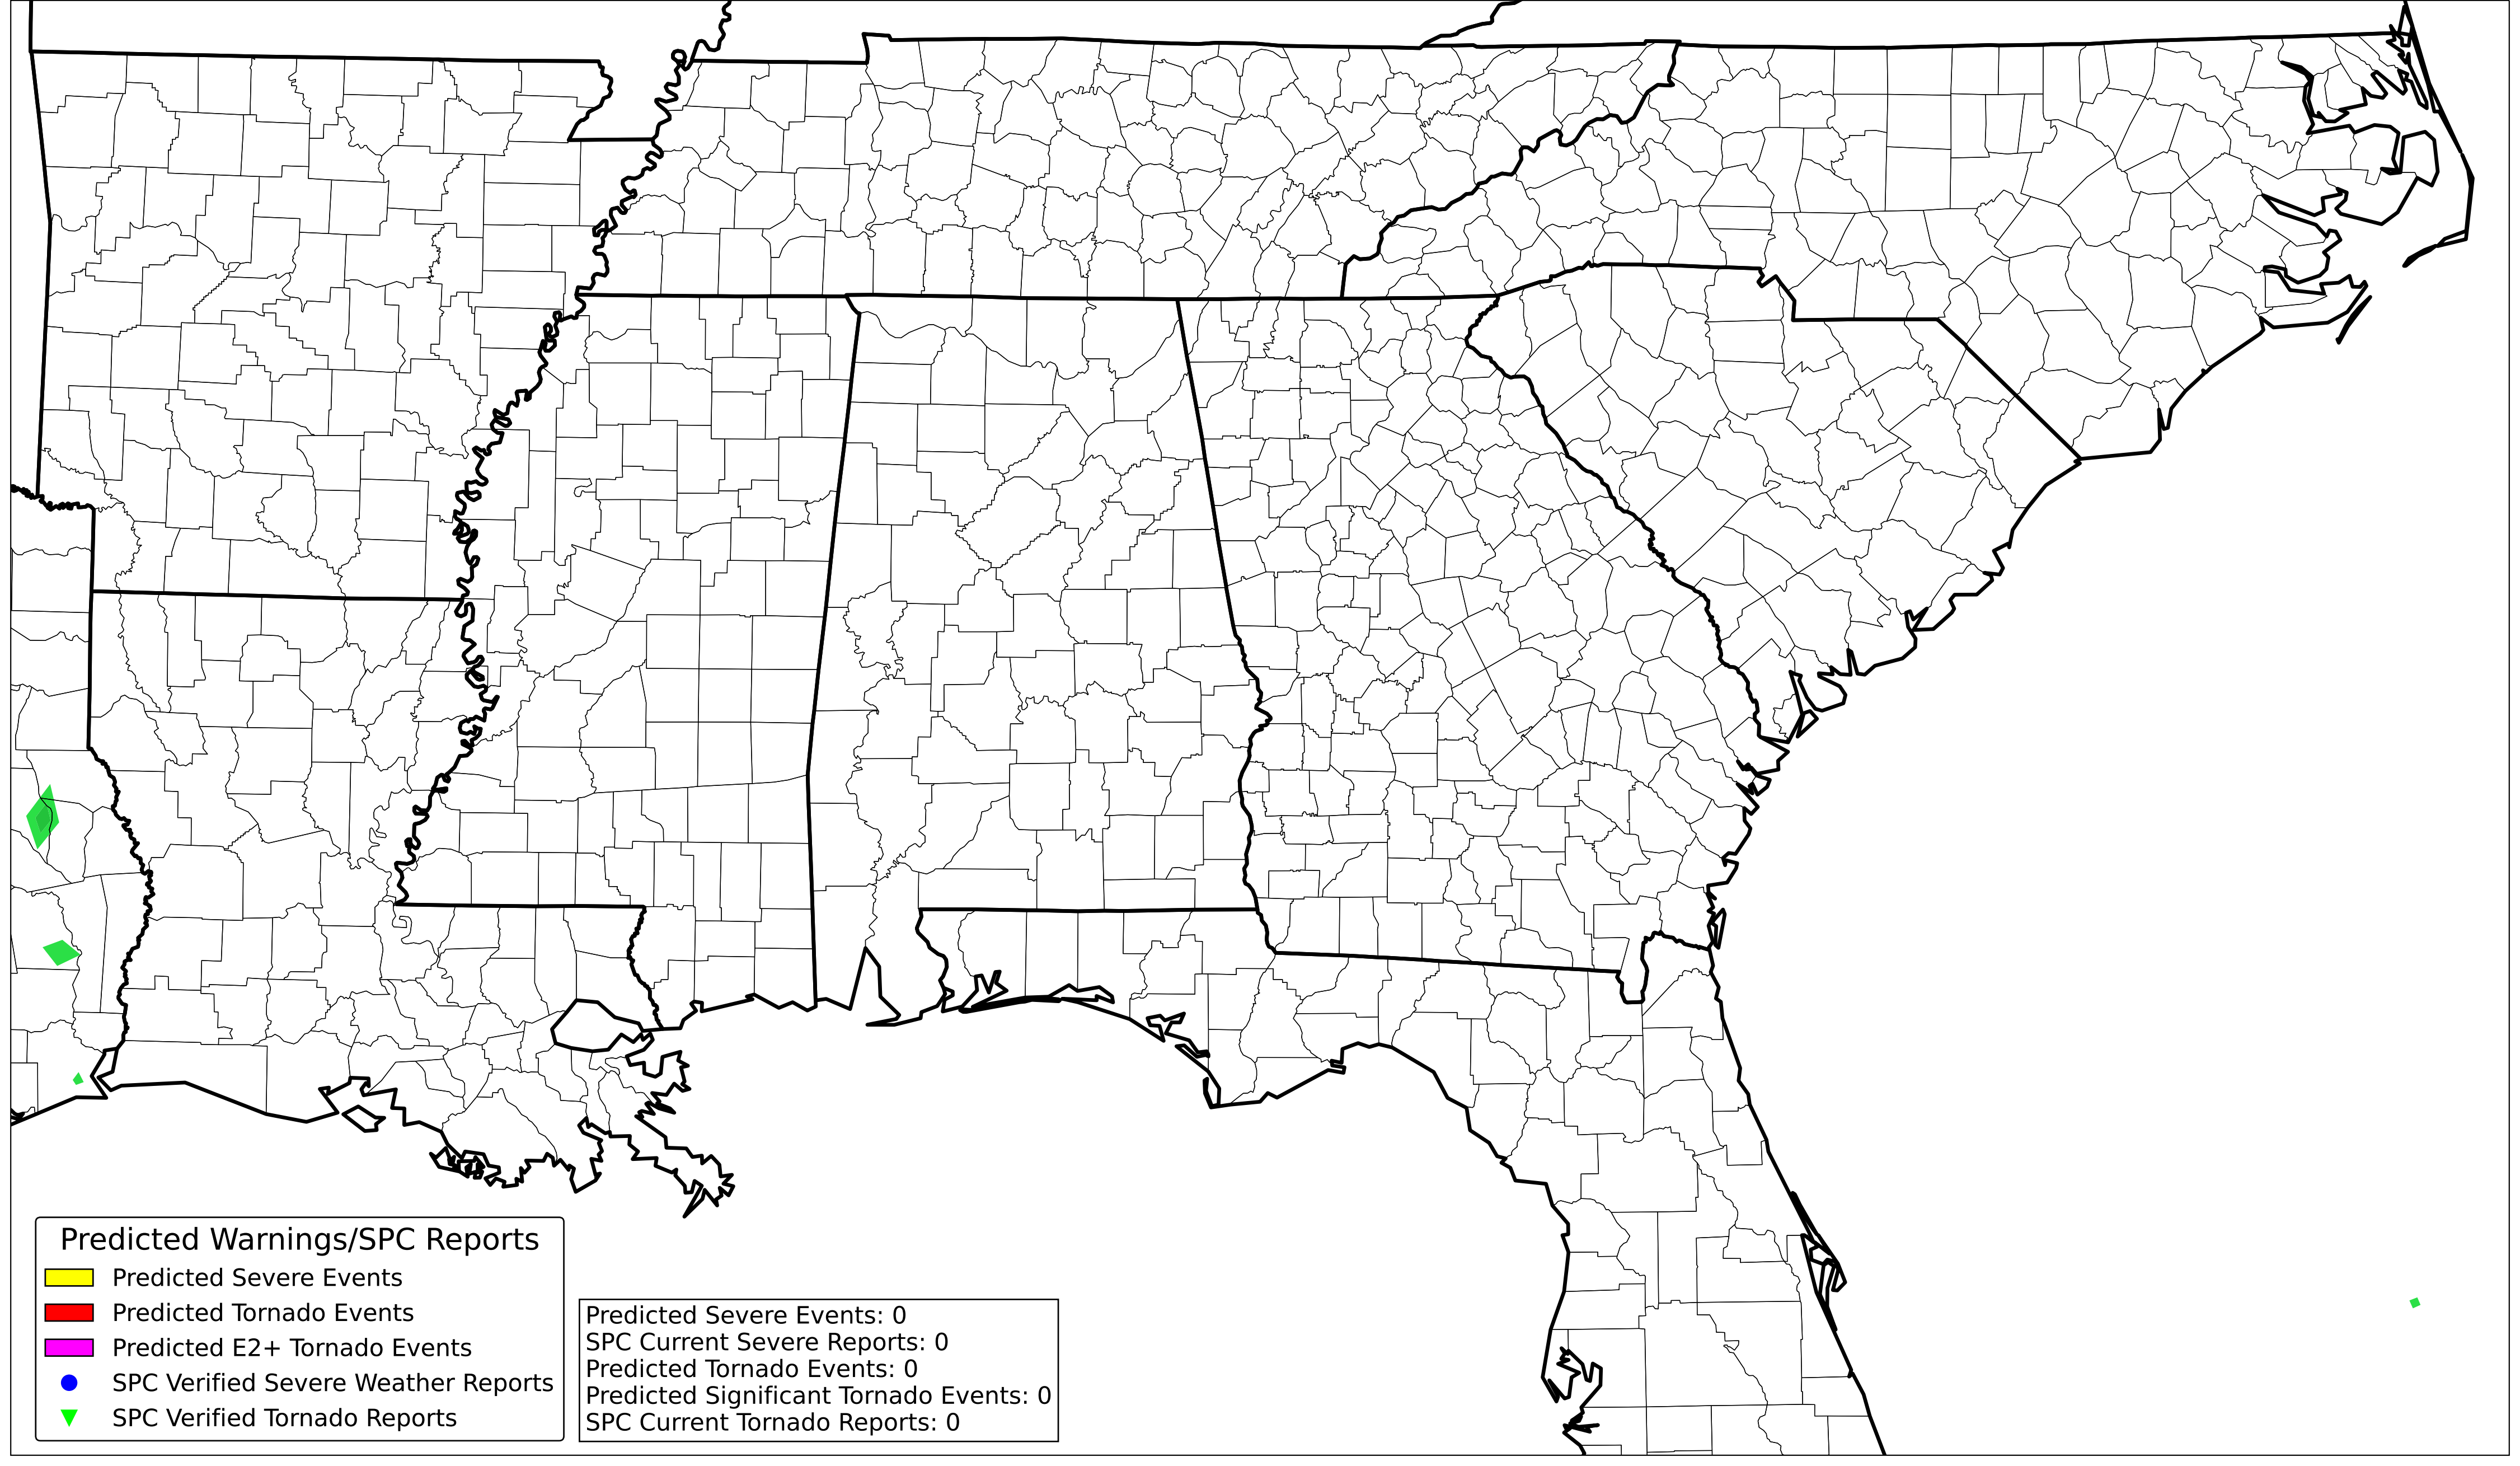 Predicted Warnings/SPC Reports
Predicted Severe Events
Predicted Tornado Events
Predicted E2+ Tornado Events
SPC Verified Severe Weather Reports
SPC Verified Tornado Reports
Predicted Severe Events: 0
SPC Current Severe Reports: 0
Predicted Tornado Events: 0
Predicted Significant Tornado Events: 0
SPC Current Tornado Reports: 0